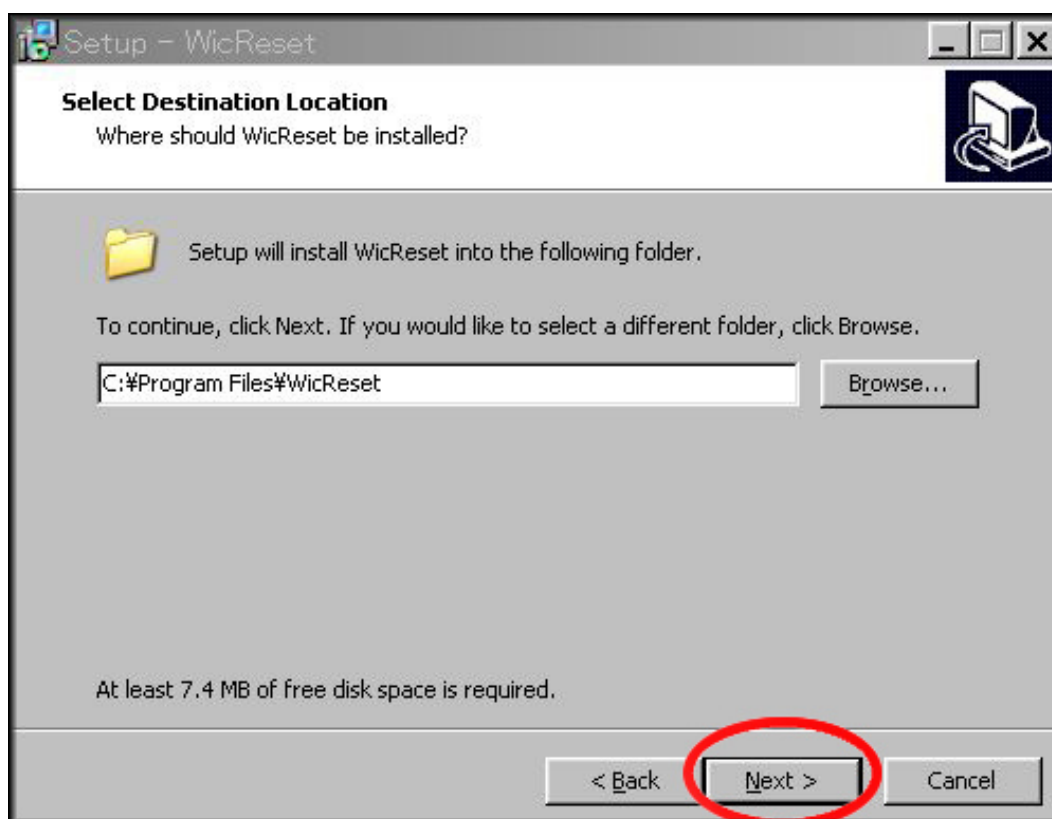 Setup - WicReset
Select Destination Location
Where should WicReset be installed?
Setup will install WicReset into the following folder.
To continue, click Next. If you would like to select a different folder, click Browse.
C:¥Program Files¥WicReset
Browse...
At least 7.4 MB of free disk space is required.
< Back
Next >
Cancel